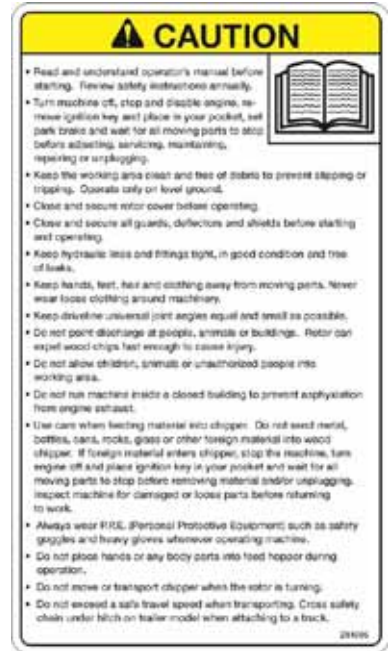 CAUTION
• Read and understand operator's manual before
starting. Review safety instructions annually.
• Turn machine off, stop and disable engine, re-
move ignition key and place in your pocket, set
park brake and wait for all moving parts to stop
before adjusting, servicing, maintaining,
repairing or unplugging.
• Keep the working area clean and free of debris to prevent slipping or
tripping. Operate only on level ground.
• Close and secure rotor cover before operating.
• Close and secure all guards, deflectors and shields before starting
and operating.
• Keep hydraulic lines and fittings tight, in good condition and free
of leaks.
• Keep hands, feet, hair and clothing away from moving parts. Never
wear loose clothing around machinery.
• Keep driveline universal joint angles equal and small as possible.
• Do not point discharge at people, animals or buildings. Rotor can
expel wood chips fast enough to cause injury.
• Do not allow children, animals or unauthorized people into
working area.
• Do not run machine inside a closed building to prevent asphyxiation
from engine exhaust.
• Use care when feeding material into chipper. Do not send metal,
bottles, cans, rocks, glass or other foreign material into wood
chipper. If foreign material enters chipper, stop the machine, turn
engine off and place ignition key in your pocket and wait for all
moving parts to stop before removing material and/or unplugging.
Inspect machine for damaged or loose parts before returning
to work.
• Always wear P.P.E. (Personal Protective Equipment) such as safety
goggles and heavy gloves whenever operating machine.
• Do not place hands or any body parts into feed hopper during
operation.
• Do not move or transport chipper when the rotor is turning.
• Do not exceed a safe travel speed when transporting. Cross safety
chain under hitch on trailer model when attaching to a truck.